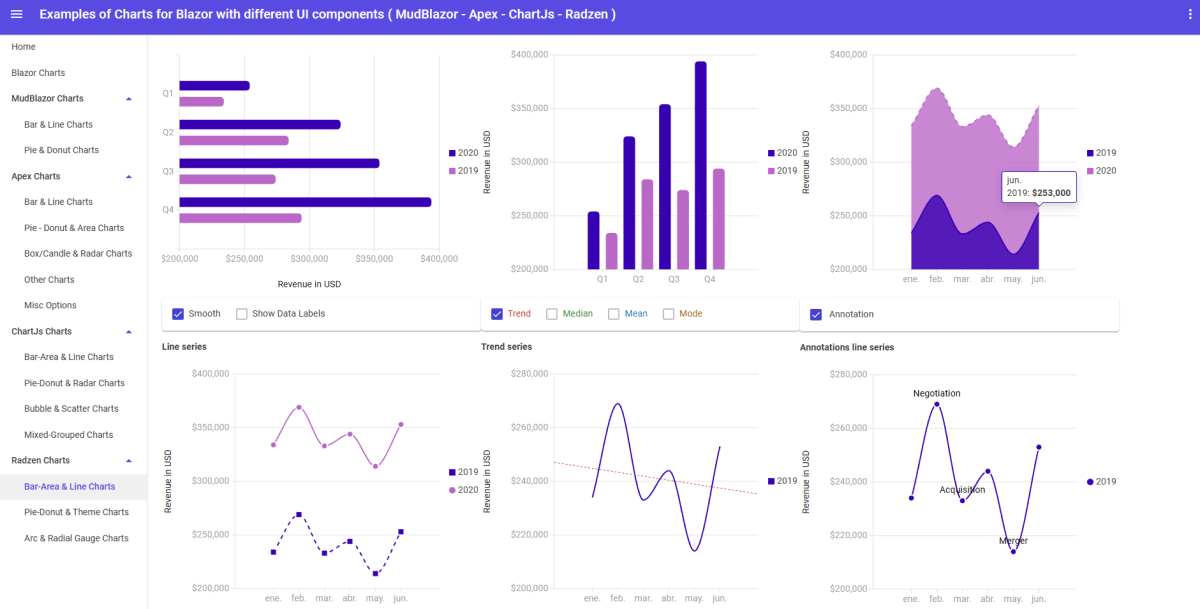 Examples of Charts for Blazor with different UI components ( MudBlazor - Apex - ChartJs - Radzen )
Home
Blazor Charts
MudBlazor Charts
Bar & Line Charts
Pie & Donut Charts
Apex Charts
Bar & Line Charts
Pie - Donut & Area Charts
Box/Candle & Radar Charts
Other Charts
Misc Options
ChartJs Charts
Bar-Area & Line Charts
Pie-Donut & Radar Charts
Bubble & Scatter Charts
Mixed-Grouped Charts
Radzen Charts
Bar-Area & Line Charts
Pie-Donut & Theme Charts
Arc & Radial Gauge Charts
Q1
Q2
Q3
Q4
$200,000 $250,000 $300,000 $350,000 $400,000
Revenue in USD
2020
2019
Revenue in USD
$400,000
$350,000
$300,000
$250,000
$200,000
Q1 Q2 Q3 Q4
2020
2019
Revenue in USD
$400,000
$350,000
$300,000
$250,000
$200,000
ene. feb. mar. abr. may. jun.
jun.
2019: $253,000
2019
2020
Smooth Show Data Labels
Trend Median Mean Mode
Annotation
Line series
Revenue in USD
$400,000
$350,000
$300,000
$250,000
$200,000
ene. feb. mar. abr. may. jun.
2019
2020
Trend series
Revenue in USD
$280,000
$260,000
$240,000
$220,000
$200,000
ene. feb. mar. abr. may. jun.
2019
Annotations line series
Revenue in USD
$280,000
$260,000
$240,000
$220,000
$200,000
Negotiation
Acquisition
Merger
ene. feb. mar. abr. may. jun.
2019